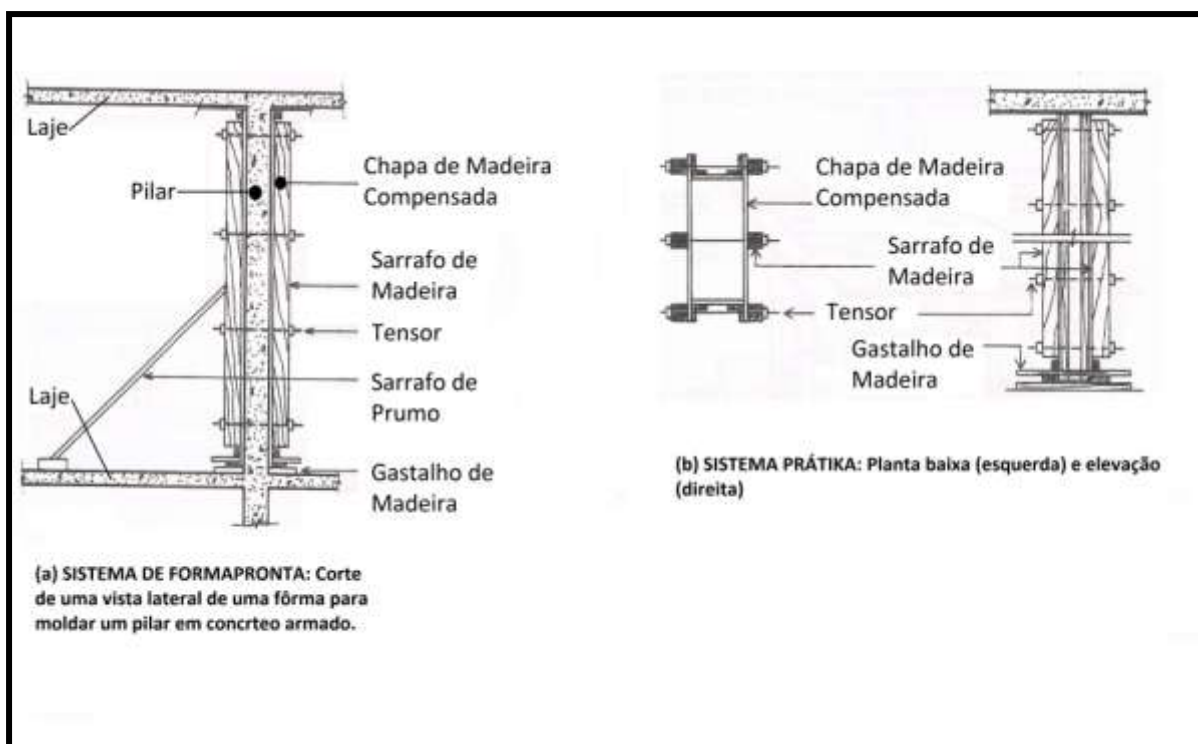 Laje
Pilar
Chapa de Madeira
Compensada
Sarrafo de
Madeira
Tensor
Laje
Sarrafo de
Prumo
Gastalho de
Madeira
(a) SISTEMA DE FORMAPRONTA: Corte
de uma vista lateral de uma fôrma para
moldar um pilar em concrteo armado.
Chapa de Madeira
Compensada
Sarrafo de
Madeira
Tensor
Gastalho de
Madeira
(b) SISTEMA PRÁTIKA: Planta baixa (esquerda) e elevação
(direita)